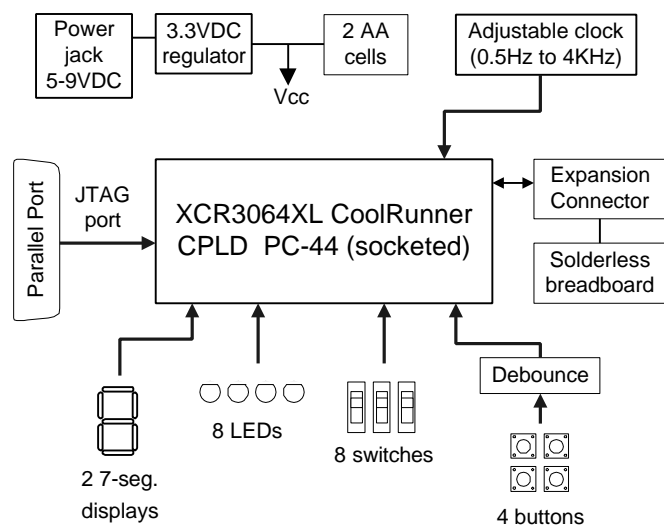 Power
jack
5-9VDC
3.3VDC
regulator
2 AA
cells
Vcc
Adjustable clock
(0.5Hz to 4KHz)
Parallel Port
JTAG
port
XCR3064XL CoolRunner
CPLD PC-44 (socketed)
Expansion
Connector
Solderless
breadboard
Debounce
8 LEDs
8 switches
2 7-seg.
displays
4 buttons